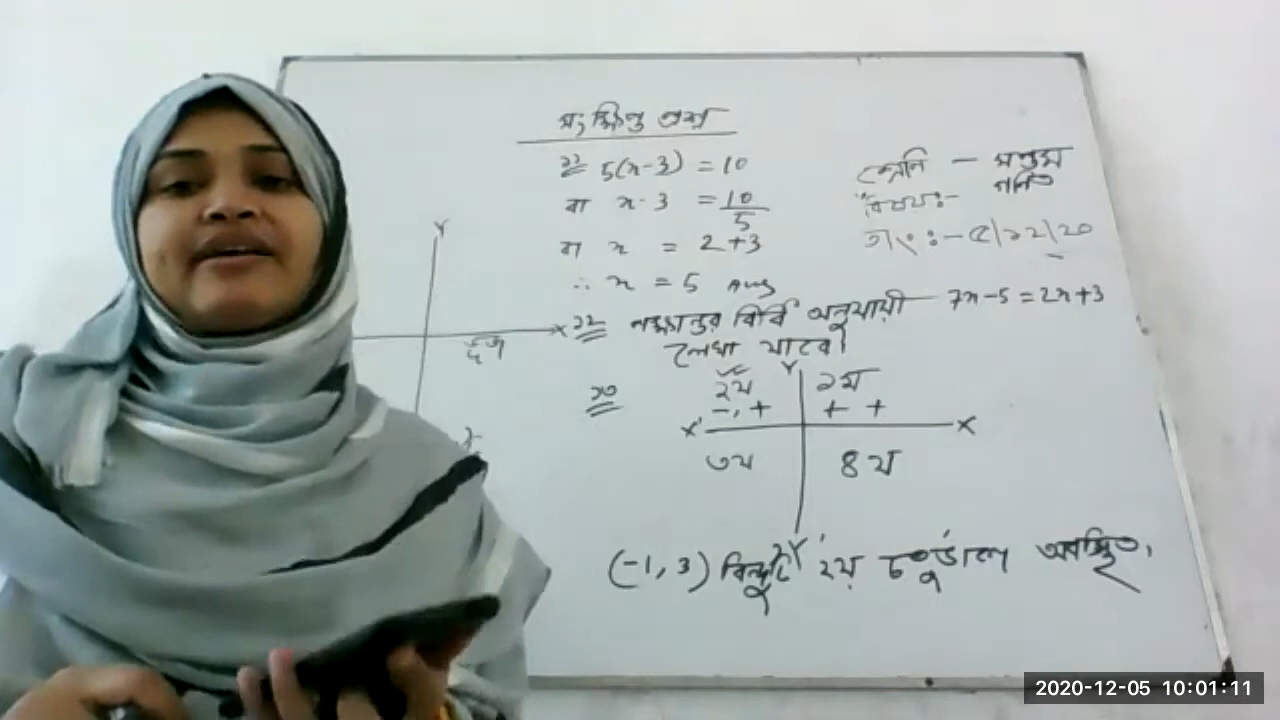 সংক্ষিপ্ত প্রশ্ন
১১ 5(x-3) = 10
বা x-3 = 10/5
বা x = 2+3
∴ x = 5 Ans
শ্রেনি — সপ্তম
বিষয়ঃ- গনিত
তাংঃ- ৫|১২|২০
১২ পক্ষান্তর বিধি অনুযায়ী 7x-5 = 2x+3
লেখা যাবে।
Y
X
১৩
২য় Y ১ম
-, + + +
X' X
৩য় 8র্থ
Y'
(-1, 3) বিন্দুটি ২য় চতুর্ভাগে অবস্থিত।
2020-12-05 10:01:11